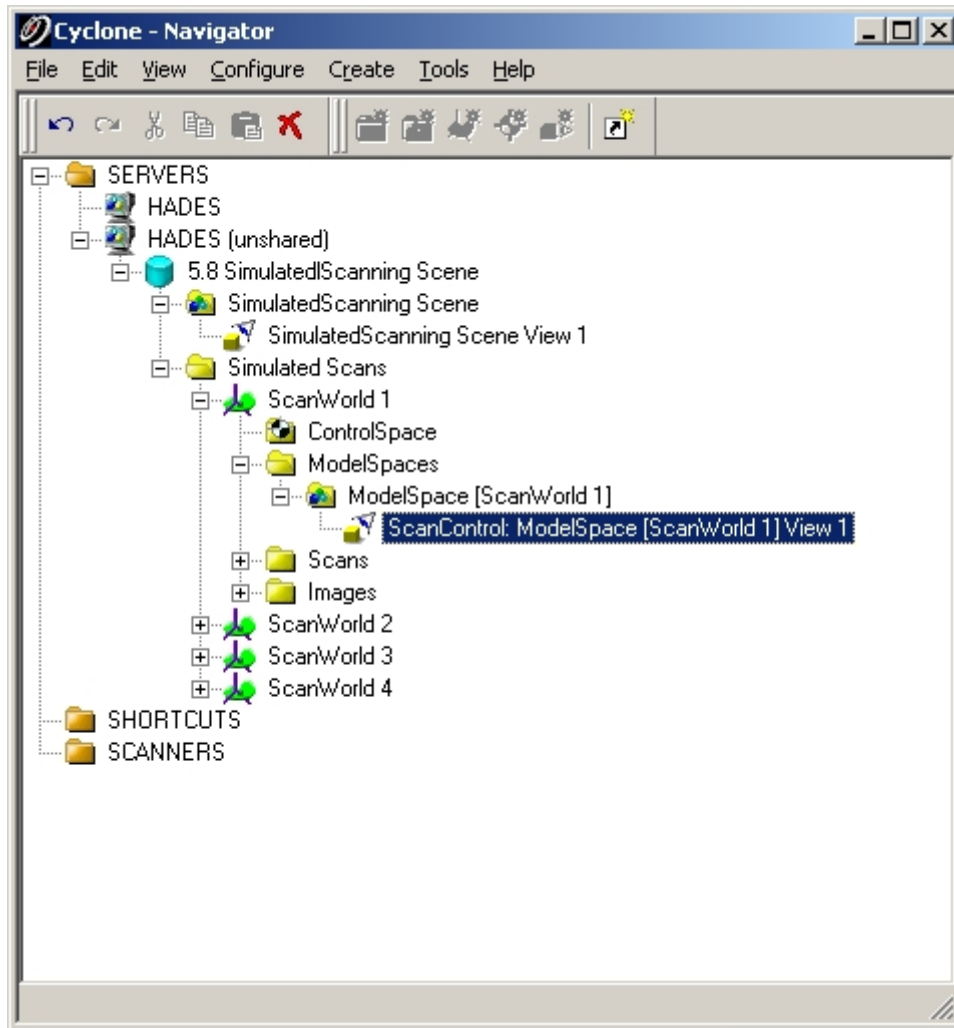 Cyclone - Navigator
File Edit View Configure Create Tools Help
SERVERS
HADES
HADES (unshared)
5.8 SimulatedlScanning Scene
SimulatedScanning Scene
SimulatedScanning Scene View 1
Simulated Scans
ScanWorld 1
ControlSpace
ModelSpaces
ModelSpace [ScanWorld 1]
ScanControl: ModelSpace [ScanWorld 1] View 1
Scans
Images
ScanWorld 2
ScanWorld 3
ScanWorld 4
SHORTCUTS
SCANNERS